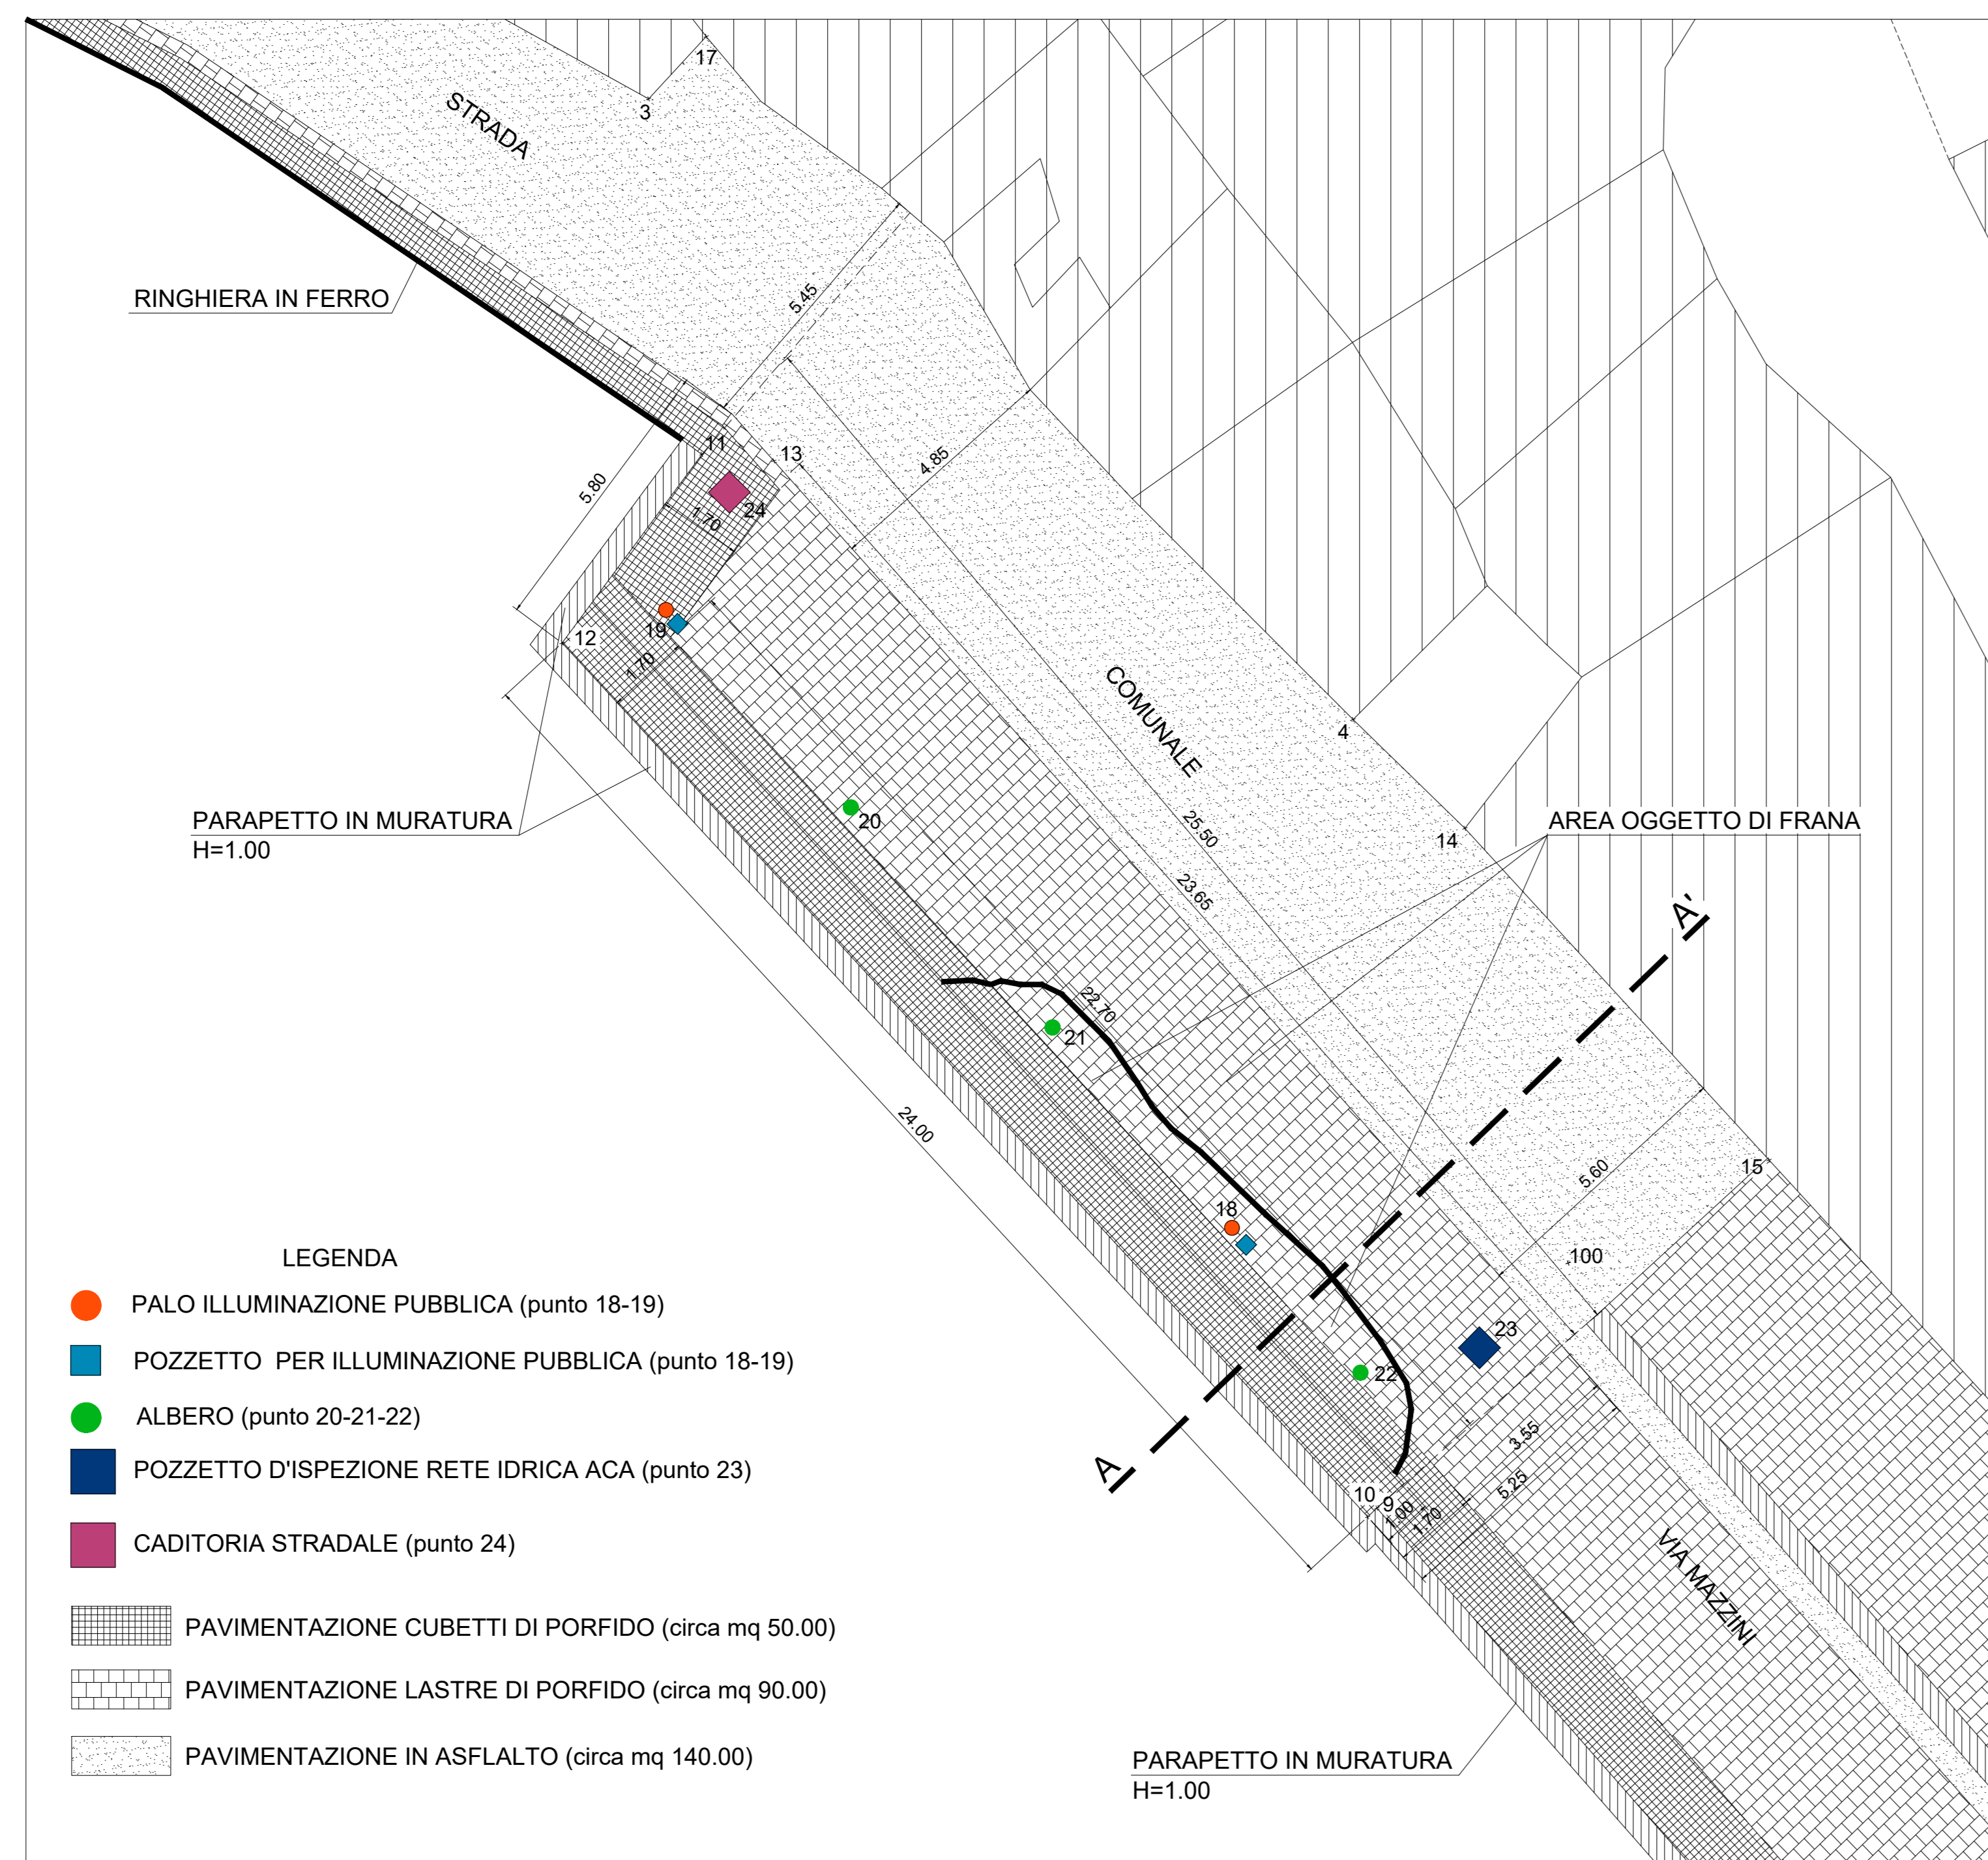 17
3
STRADA
RINGHIERA IN FERRO
5.45
11
13
4.85
5.80
24
1.70
19
12
1.70
COMUNALE
4
20
25.50
AREA OGGETTO DI FRANA
PARAPETTO IN MURATURA
H=1.00
14
23.65
A'
22.70
21
24.00
15
5.60
18
100
23
22
3.55
A
5.25
10
9
1.00
1.70
VIA MAZZINI
LEGENDA
PALO ILLUMINAZIONE PUBBLICA (punto 18-19)
POZZETTO PER ILLUMINAZIONE PUBBLICA (punto 18-19)
ALBERO (punto 20-21-22)
POZZETTO D'ISPEZIONE RETE IDRICA ACA (punto 23)
CADITORIA STRADALE (punto 24)
PAVIMENTAZIONE CUBETTI DI PORFIDO (circa mq 50.00)
PAVIMENTAZIONE LASTRE DI PORFIDO (circa mq 90.00)
PAVIMENTAZIONE IN ASFLALTO (circa mq 140.00)
PARAPETTO IN MURATURA
H=1.00